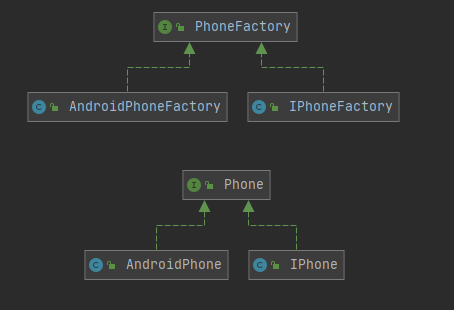 I PhoneFactory
C AndroidPhoneFactory
C IPhoneFactory
I Phone
C AndroidPhone
C IPhone